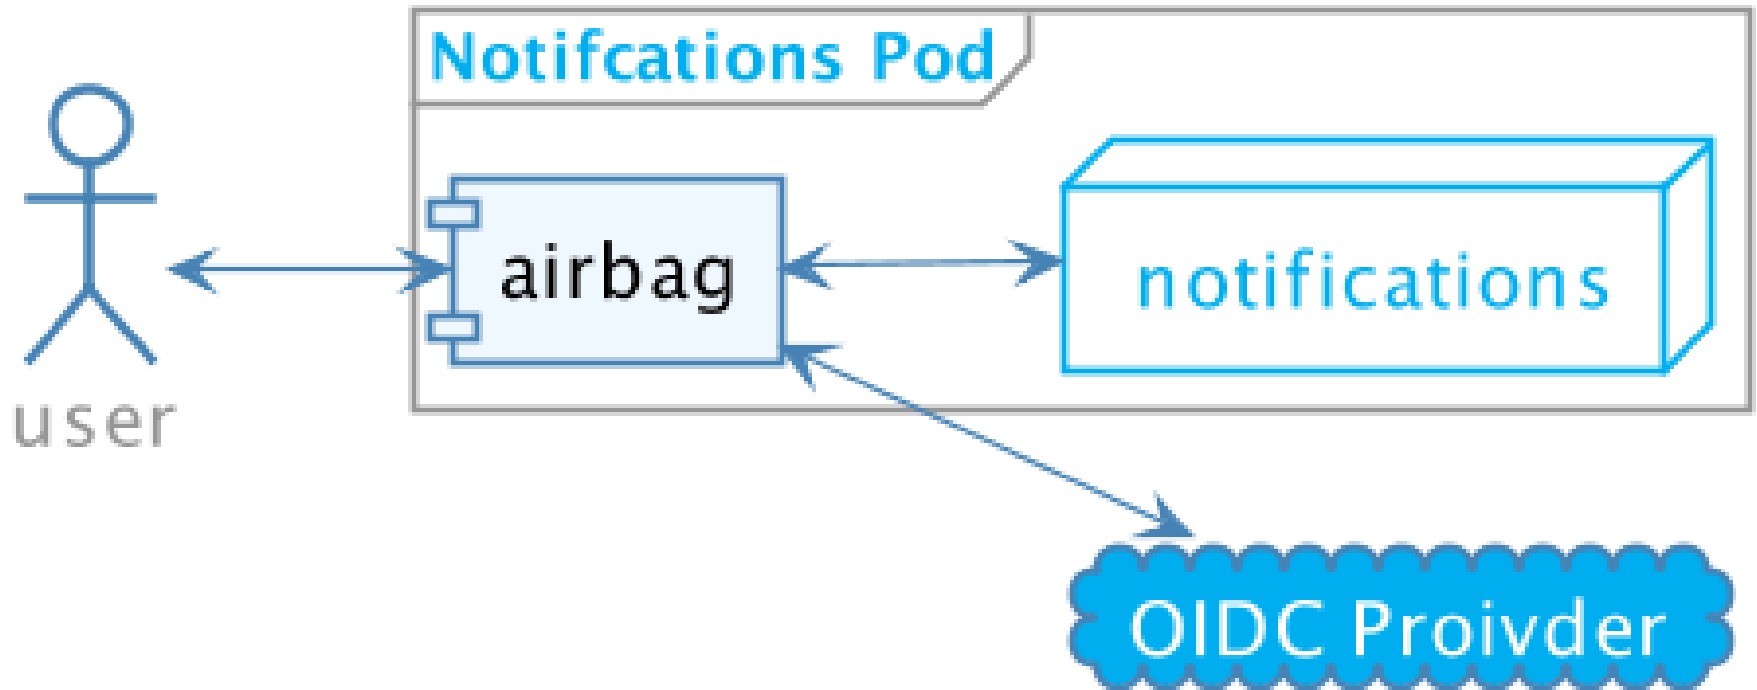 Notifcations Pod
airbag
notifications
user
OIDC Proivder